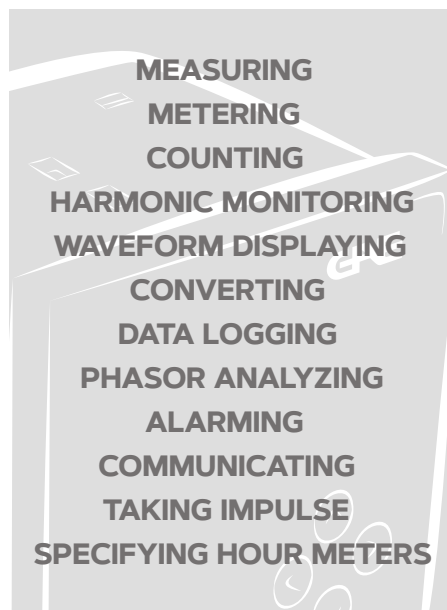 MEASURING
METERING
COUNTING
HARMONIC MONITORING
WAVEFORM DISPLAYING
CONVERTING
DATA LOGGING
PHASOR ANALYZING
ALARMING
COMMUNICATING
TAKING IMPULSE
SPECIFYING HOUR METERS